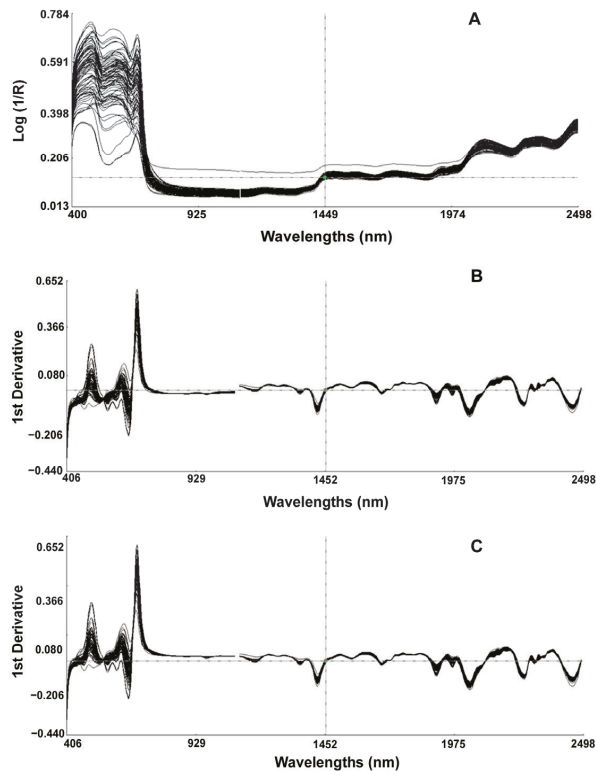 A
0.784
0.591
0.398
0.206
0.013
Log (1/R)
400 925 1449 1974 2498
Wavelengths (nm)
B
0.652
0.366
0.080
−0.206
−0.440
1st Derivative
406 929 1452 1975 2498
Wavelengths (nm)
C
0.652
0.366
0.080
−0.206
−0.440
1st Derivative
406 929 1452 1975 2498
Wavelengths (nm)